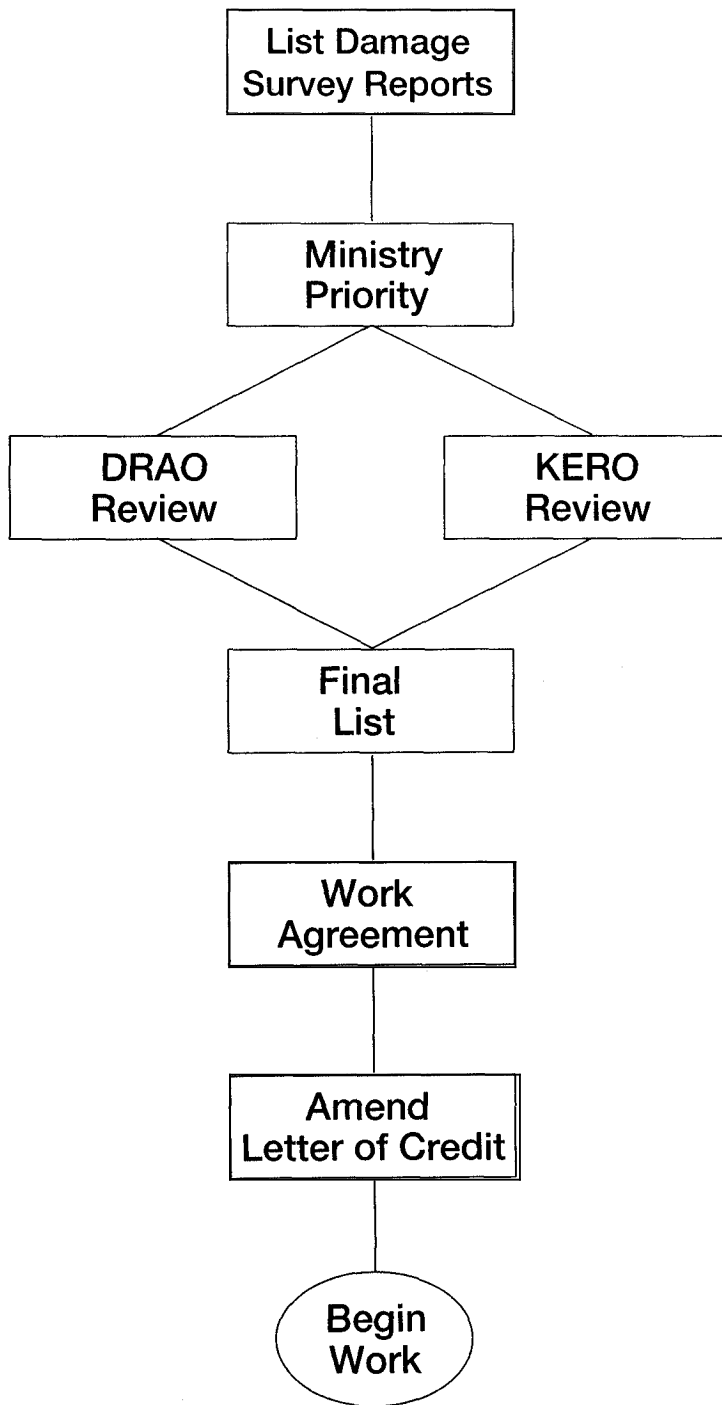 List Damage
Survey Reports
Ministry
Priority
DRAO
Review
KERO
Review
Final
List
Work
Agreement
Amend
Letter of Credit
Begin
Work